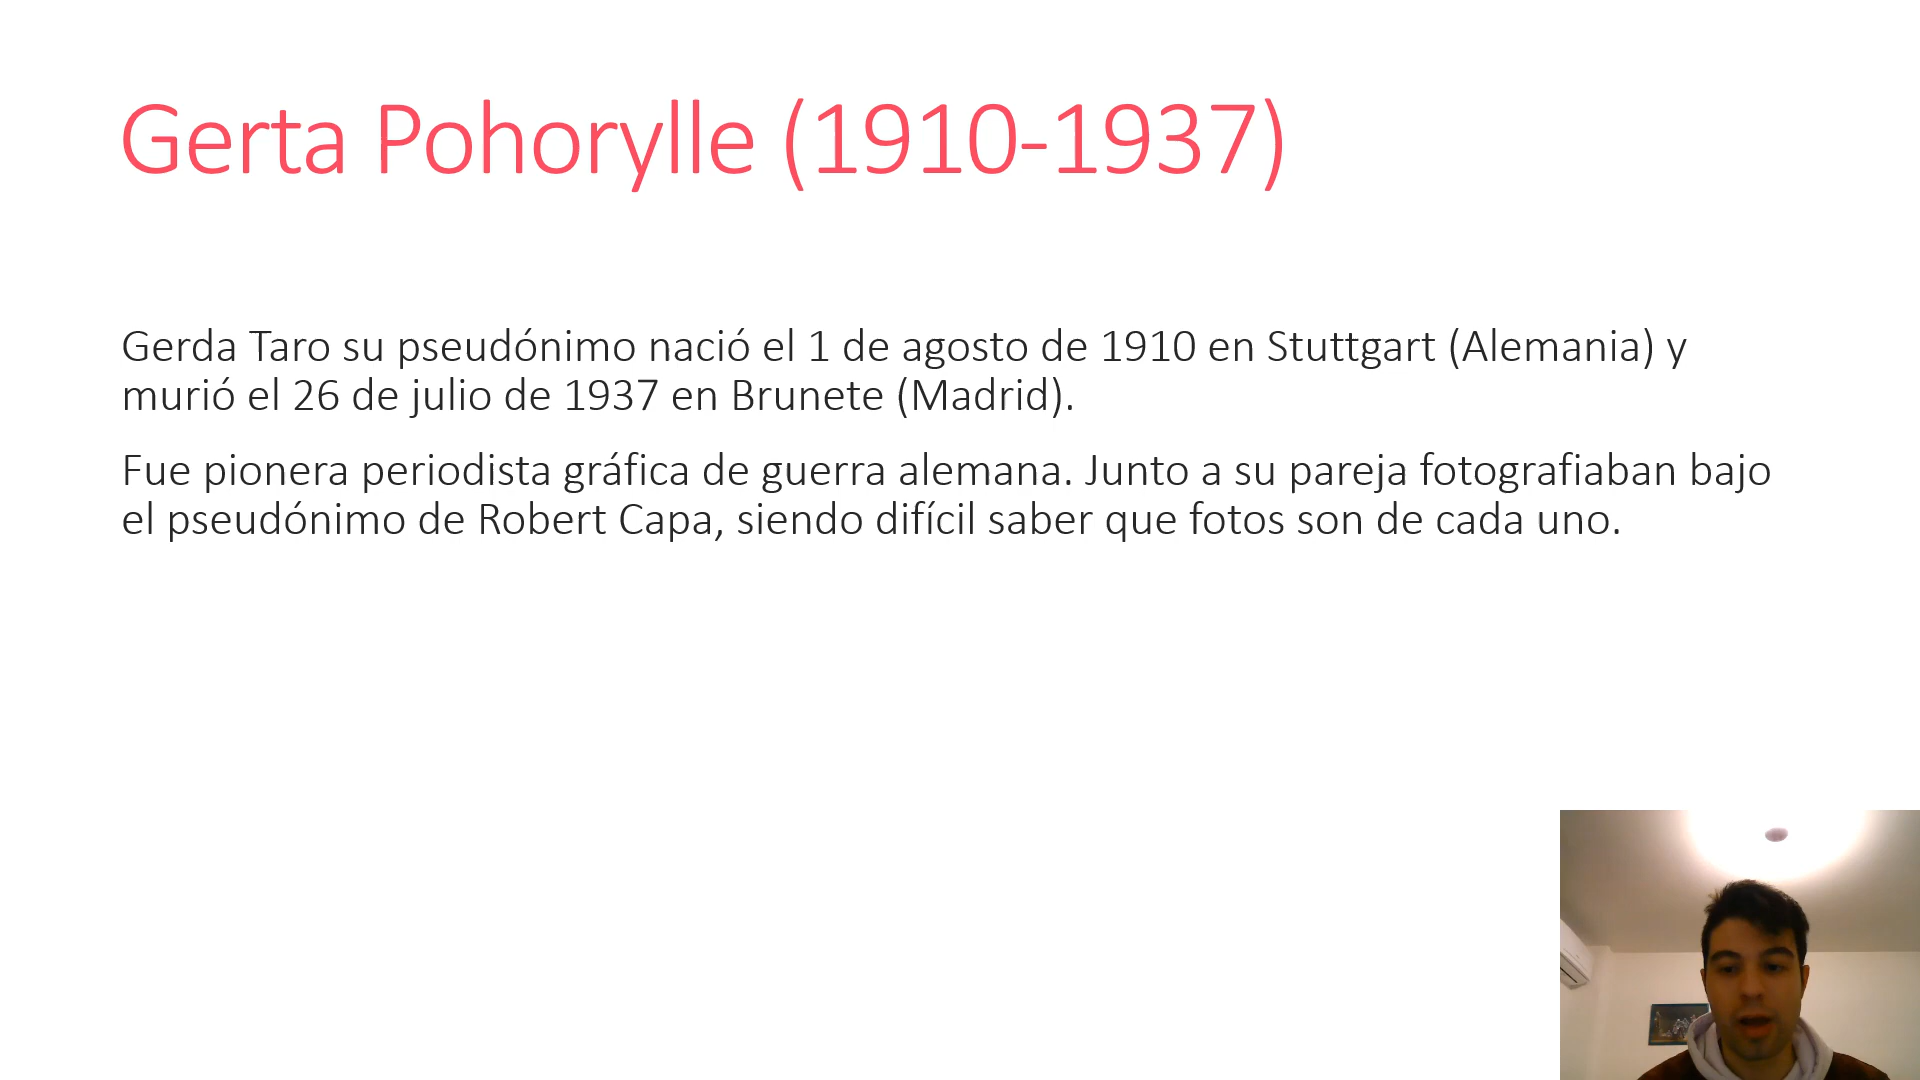 Gerta Pohorylle (1910-1937)
Gerda Taro su pseudónimo nació el 1 de agosto de 1910 en Stuttgart (Alemania) y
murió el 26 de julio de 1937 en Brunete (Madrid).
Fue pionera periodista gráfica de guerra alemana. Junto a su pareja fotografiaban bajo
el pseudónimo de Robert Capa, siendo difícil saber que fotos son de cada uno.